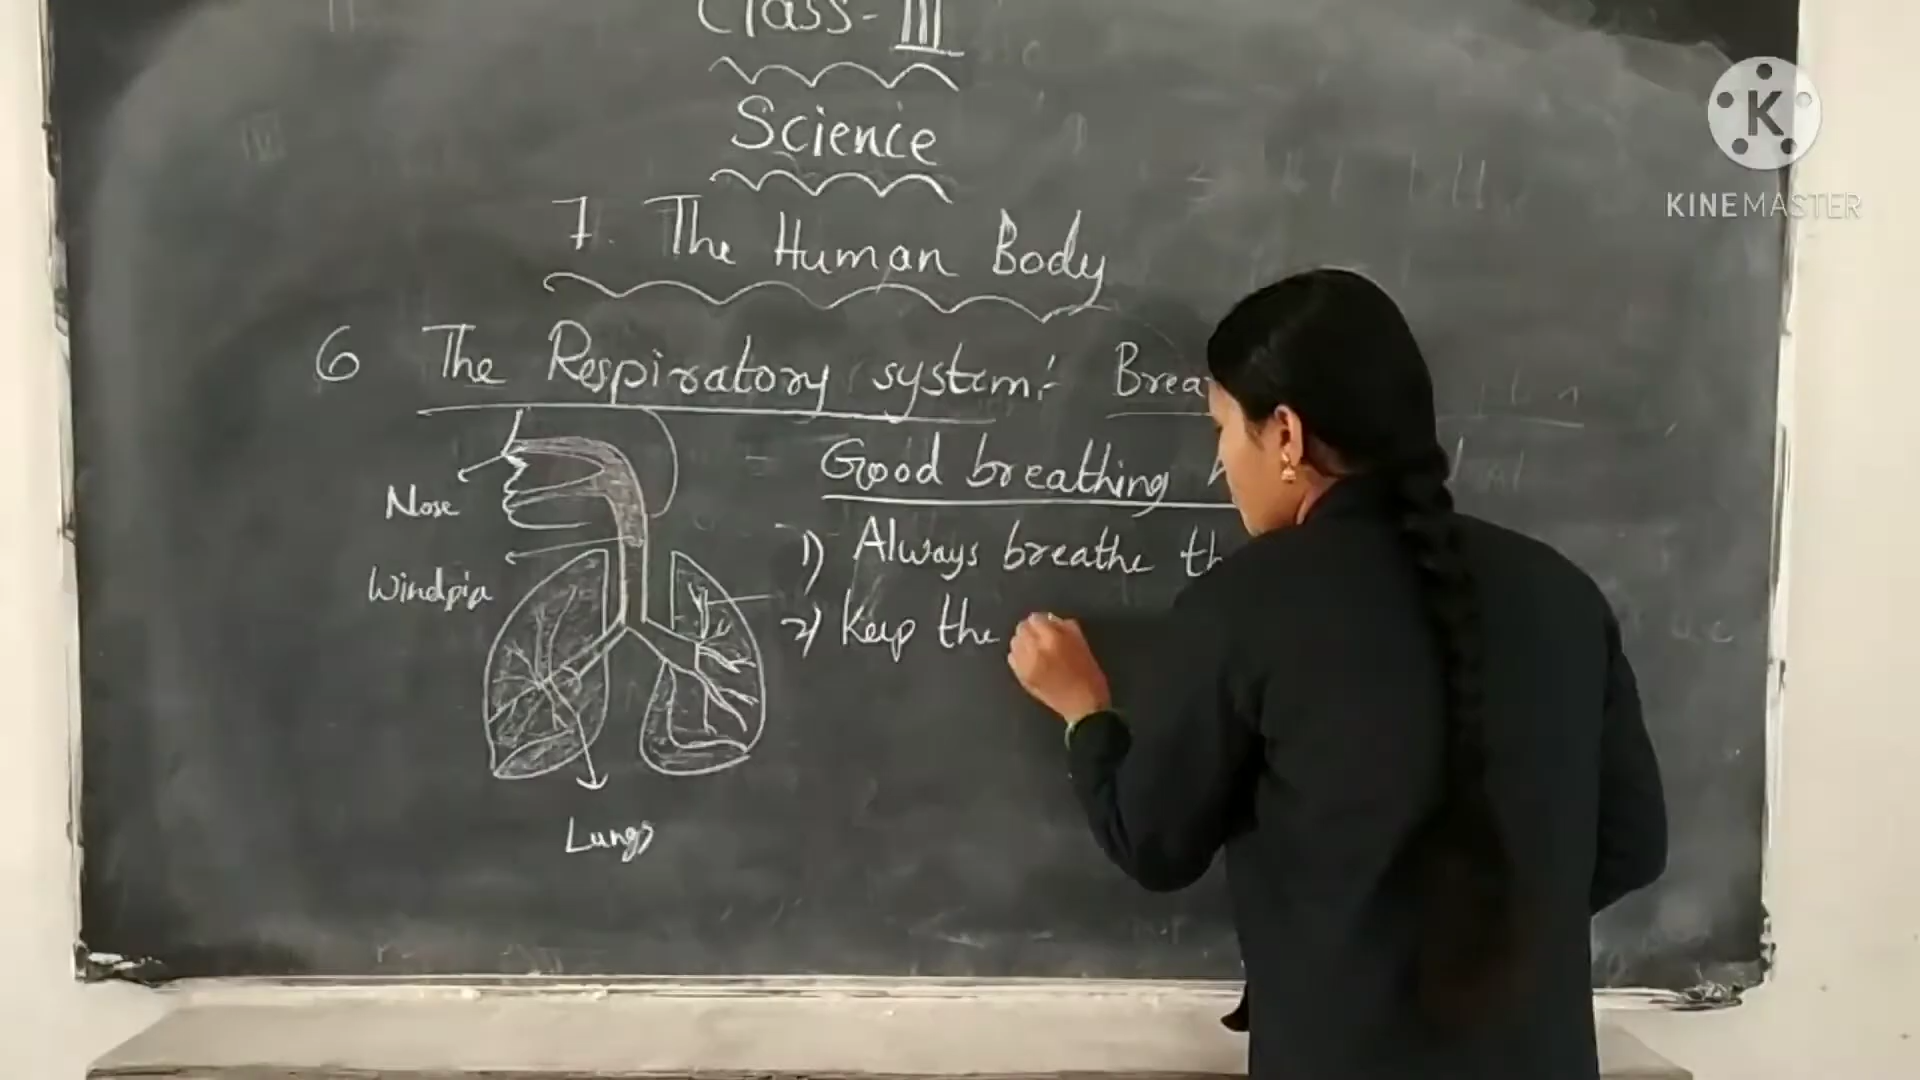 Class - III
Science
7. The Human Body
6 The Respiratory system:- Brea
Good breathing
1) Always breathe th
2) Keep the
Nose
Windpip
Lungs
K
KINEMASTER